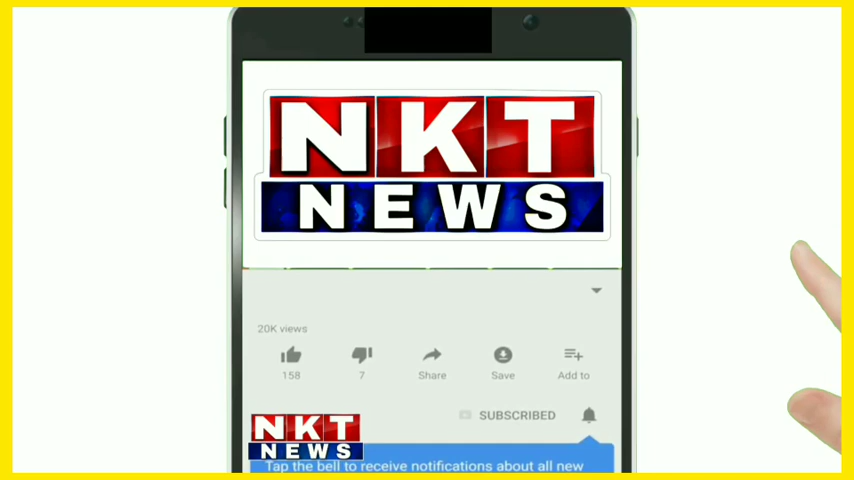 NKT
NEWS
20K views
158
7
Share
Save
Add to
SUBSCRIBED
NKT
NEWS
Tap the bell to receive notifications about all new